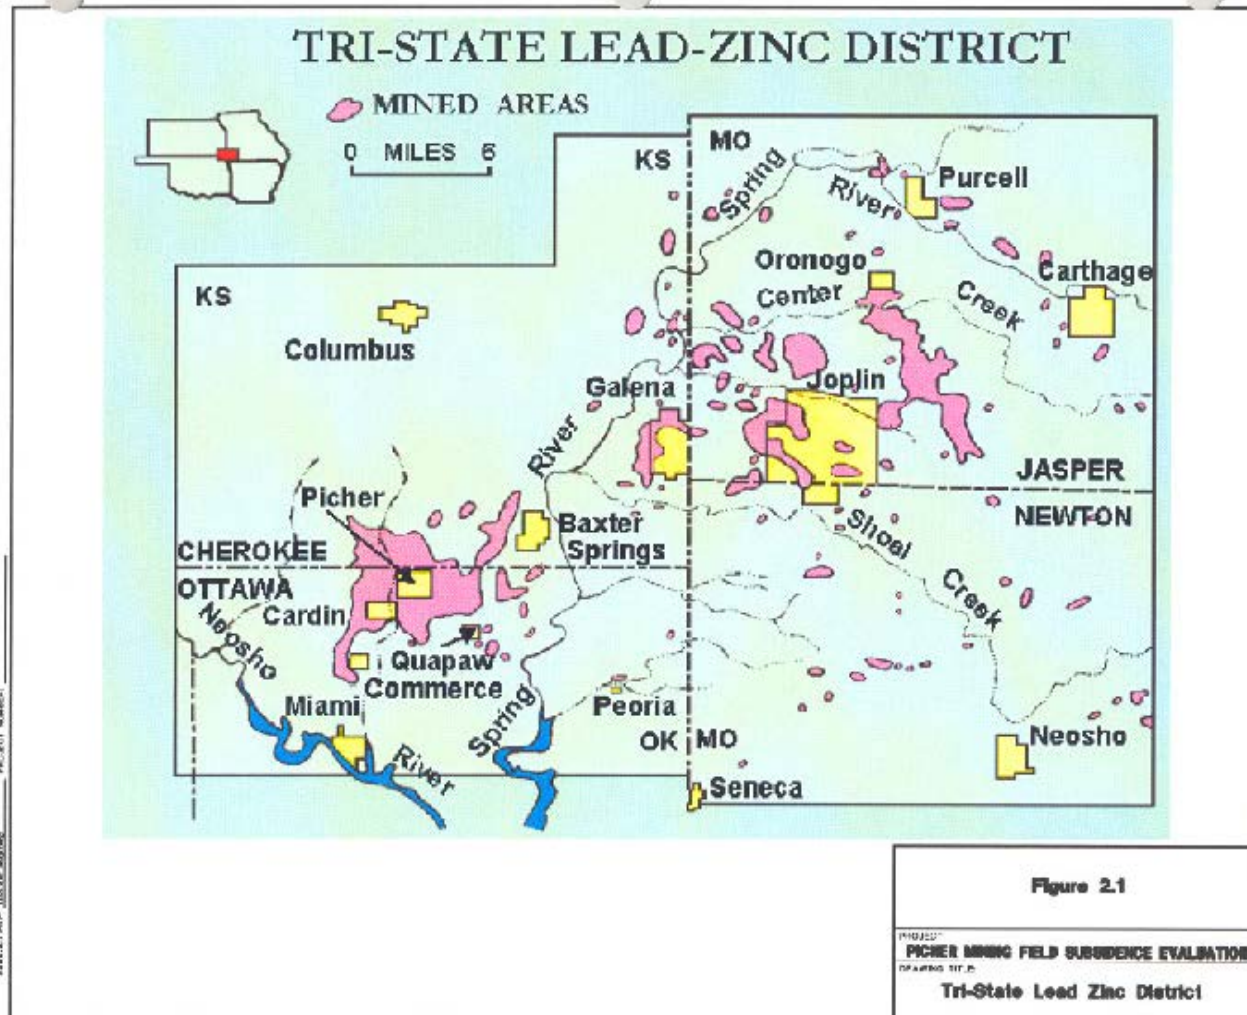 TRI-STATE LEAD-ZINC DISTRICT
MINED AREAS
0 MILES 6
KS
MO
Spring
River
Purcell
Oronogo
Center
Creek
Carthage
KS
Columbus
Galena
Joplin
River
JASPER
NEWTON
Picher
Baxter
Springs
Shoal
Creek
CHEROKEE
OTTAWA
Cardin
Neosho
Quapaw
Commerce
Miami
River
Spring
Peoria
OK
MO
Neosho
Seneca
Figure 2.1
PROJECT
PICHER MINING FIELD SUBSIDENCE EVALUATION
DRAWING TITLE
Tri-State Lead Zinc District